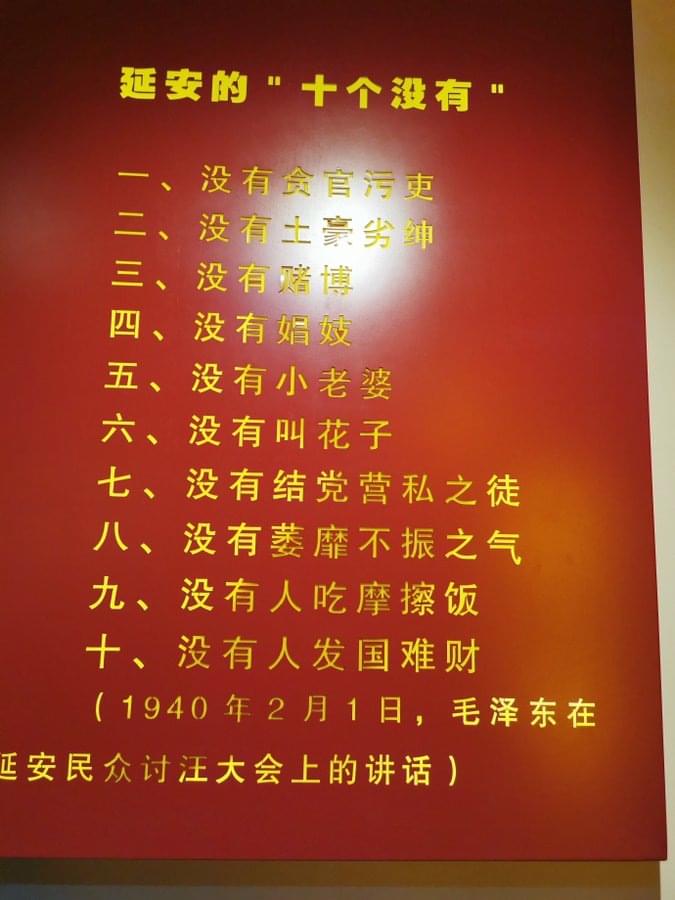 延安的"十个没有"
一、没有贪官污吏
二、没有土豪劣绅
三、没有赌博
四、没有娼妓
五、没有小老婆
六、没有叫花子
七、没有结党营私之徒
八、没有萎靡不振之气
九、没有人吃摩擦饭
十、没有人发国难财
（1940年2月1日，毛泽东在
延安民众讨汪大会上的讲话）